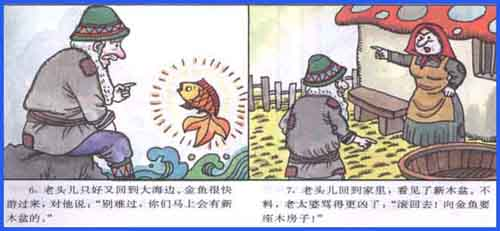 6. 老头儿只好又回到大海边。金鱼很快
游过来，对他说：“别难过，你们马上会有新
木盆的。”
7. 老头儿回到家里，看见了新木盆。不
料，老太婆骂得更凶了：“滚回去！向金鱼要
座木房子！”